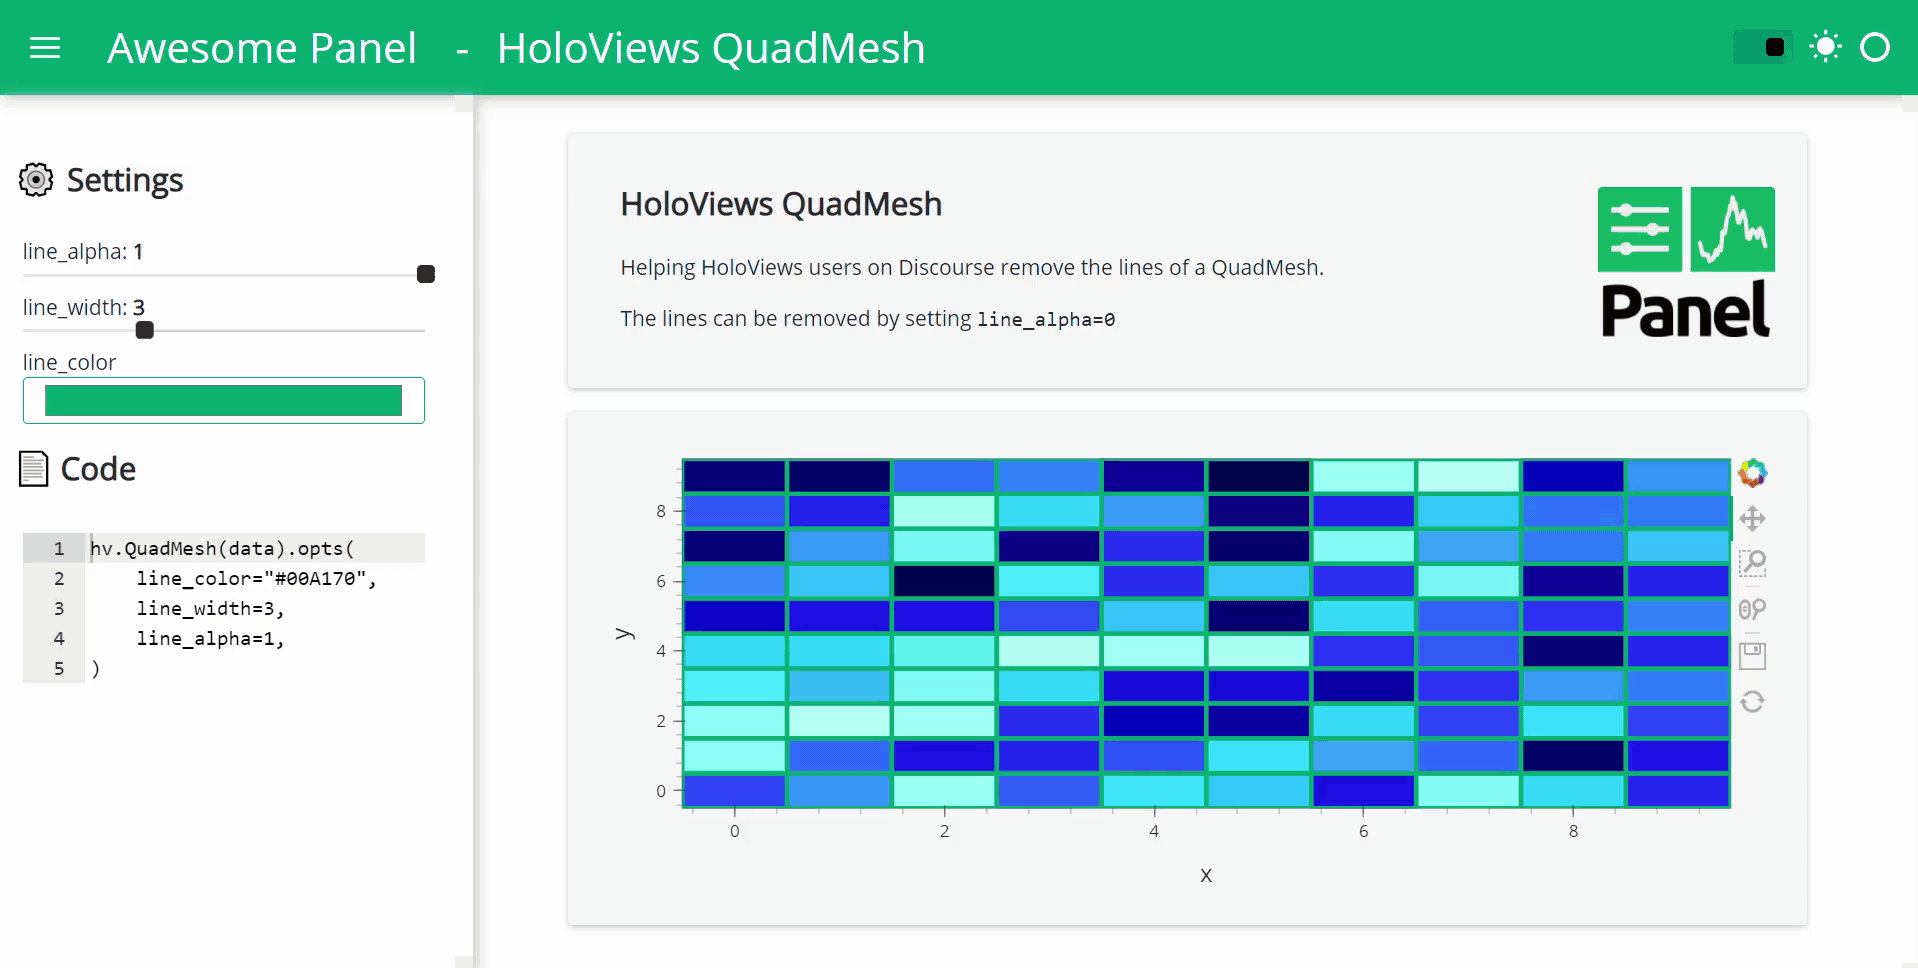 Awesome Panel - HoloViews QuadMesh
Settings
line_alpha: 1
line_width: 3
line_color
Code
1 hv.QuadMesh(data).opts(
2 line_color="#00A170",
3 line_width=3,
4 line_alpha=1,
5 )
HoloViews QuadMesh
Helping HoloViews users on Discourse remove the lines of a QuadMesh.
The lines can be removed by setting line_alpha=0
Panel
8
6
4
2
0
y
0 2 4 6 8
x